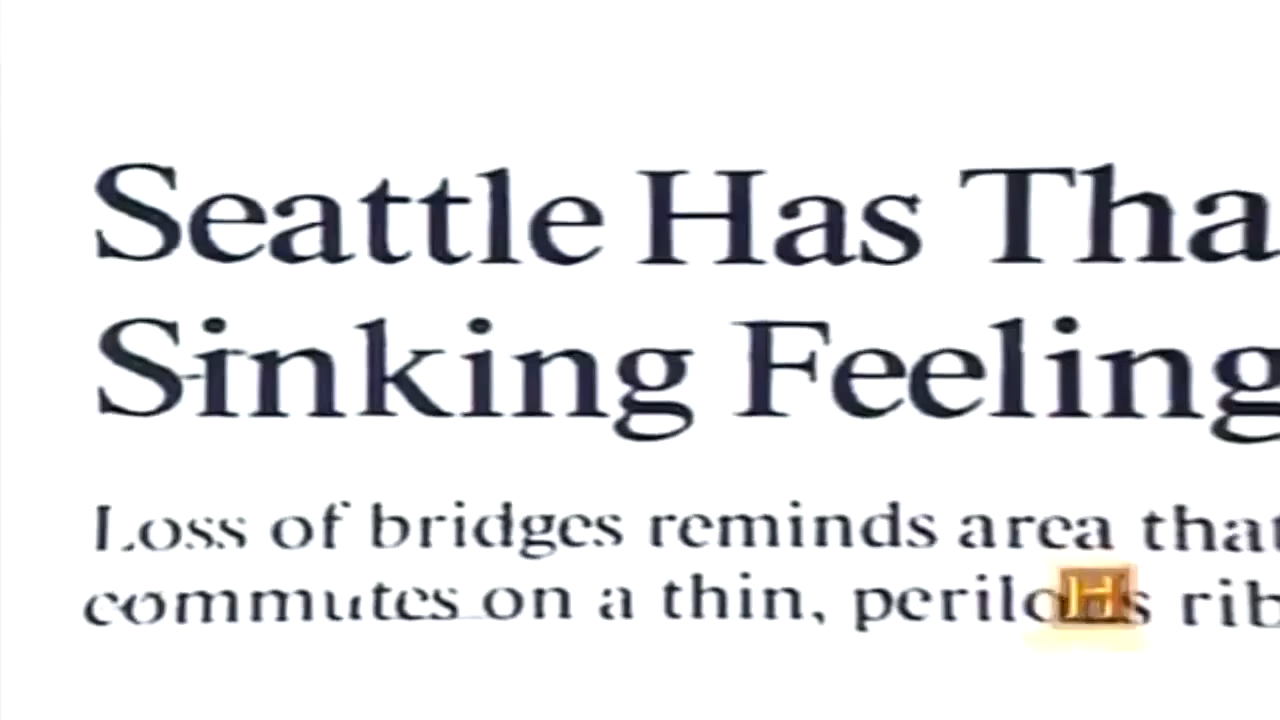 Seattle Has Tha
Sinking Feeling
Loss of bridges reminds area that
commutes on a thin, perilous rib
H